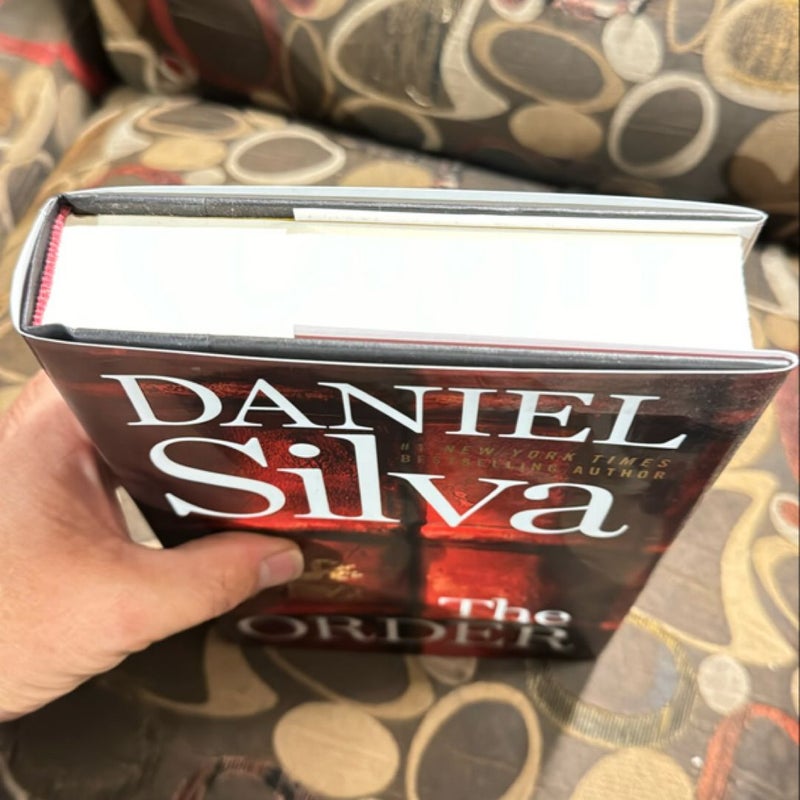 DANIEL
Silva
#1 NEW YORK TIMES
BESTSELLING AUTHOR
The
ORDER